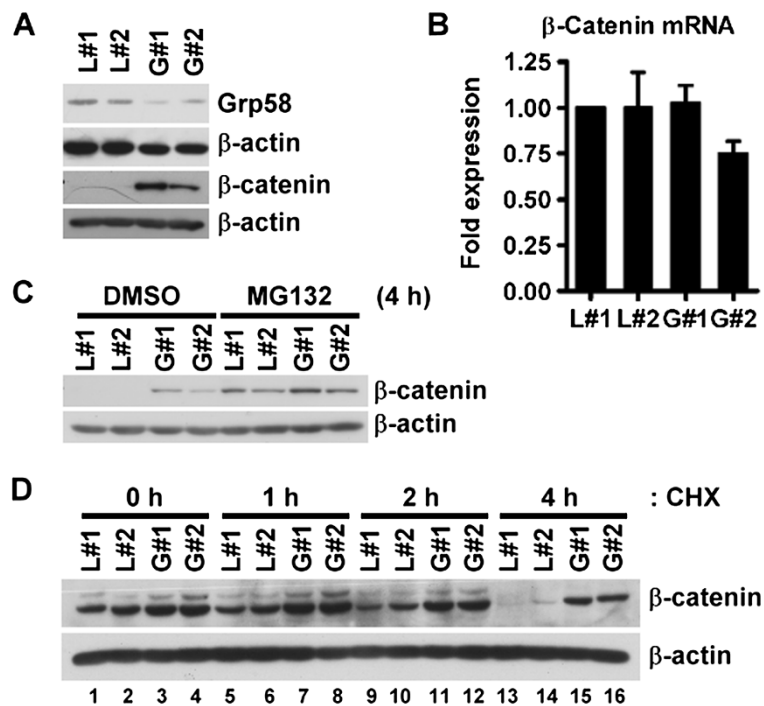 A
L#1 L#2 G#1 G#2
Grp58
β-actin
β-catenin
β-actin
B
β-Catenin mRNA
Fold expression
1.25
1.00
0.75
0.50
0.25
0.00
L#1 L#2 G#1 G#2
C
DMSO MG132 (4 h)
L#1 L#2 G#1 G#2 L#1 L#2 G#1 G#2
β-catenin
β-actin
D
0 h 1 h 2 h 4 h : CHX
L#1 L#2 G#1 G#2 L#1 L#2 G#1 G#2 L#1 L#2 G#1 G#2 L#1 L#2 G#1 G#2
β-catenin
β-actin
1 2 3 4 5 6 7 8 9 10 11 12 13 14 15 16